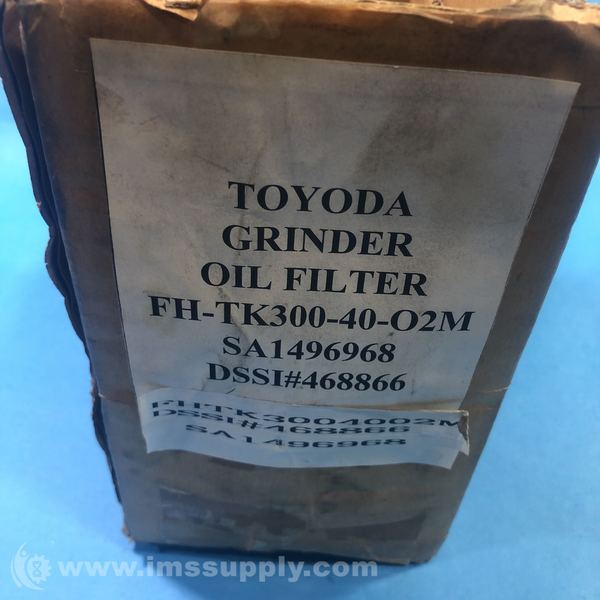 TOYODA
GRINDER
OIL FILTER
FH-TK300-40-O2M
SA1496968
DSSI#468866
FHTK3004002M
DSSI#468866
SA1496968
www.imssupply.com